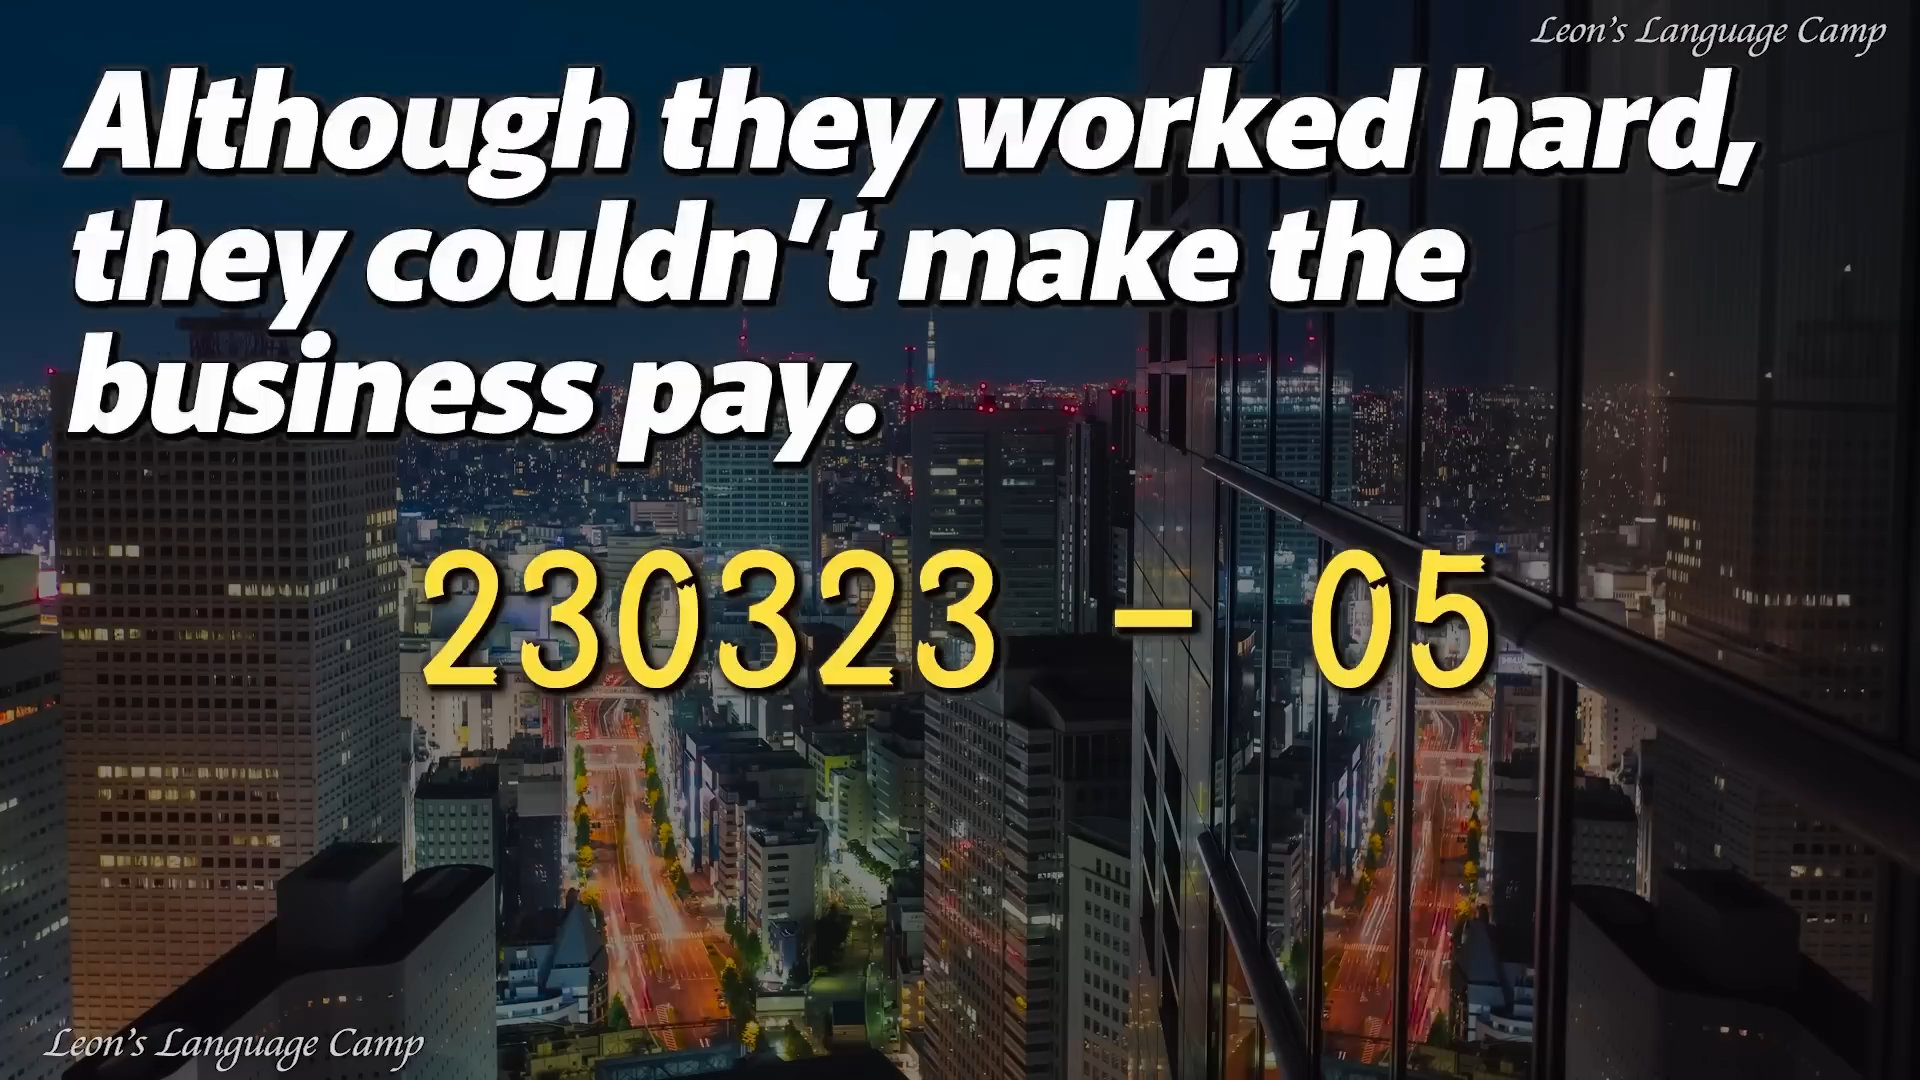 Leon's Language Camp
Although they worked hard,
they couldn't make the
business pay.
230323 - 05
Leon's Language Camp